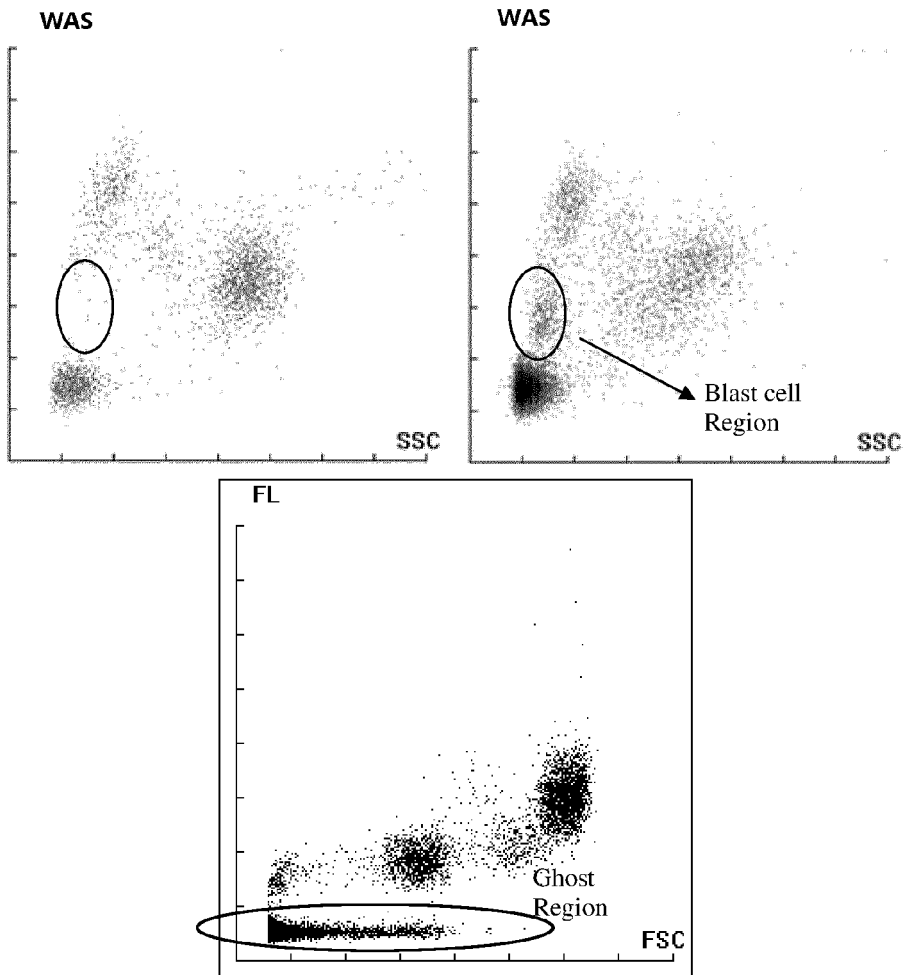 WAS
WAS
Blast cell
Region
SSC
SSC
FL
Ghost
Region
FSC